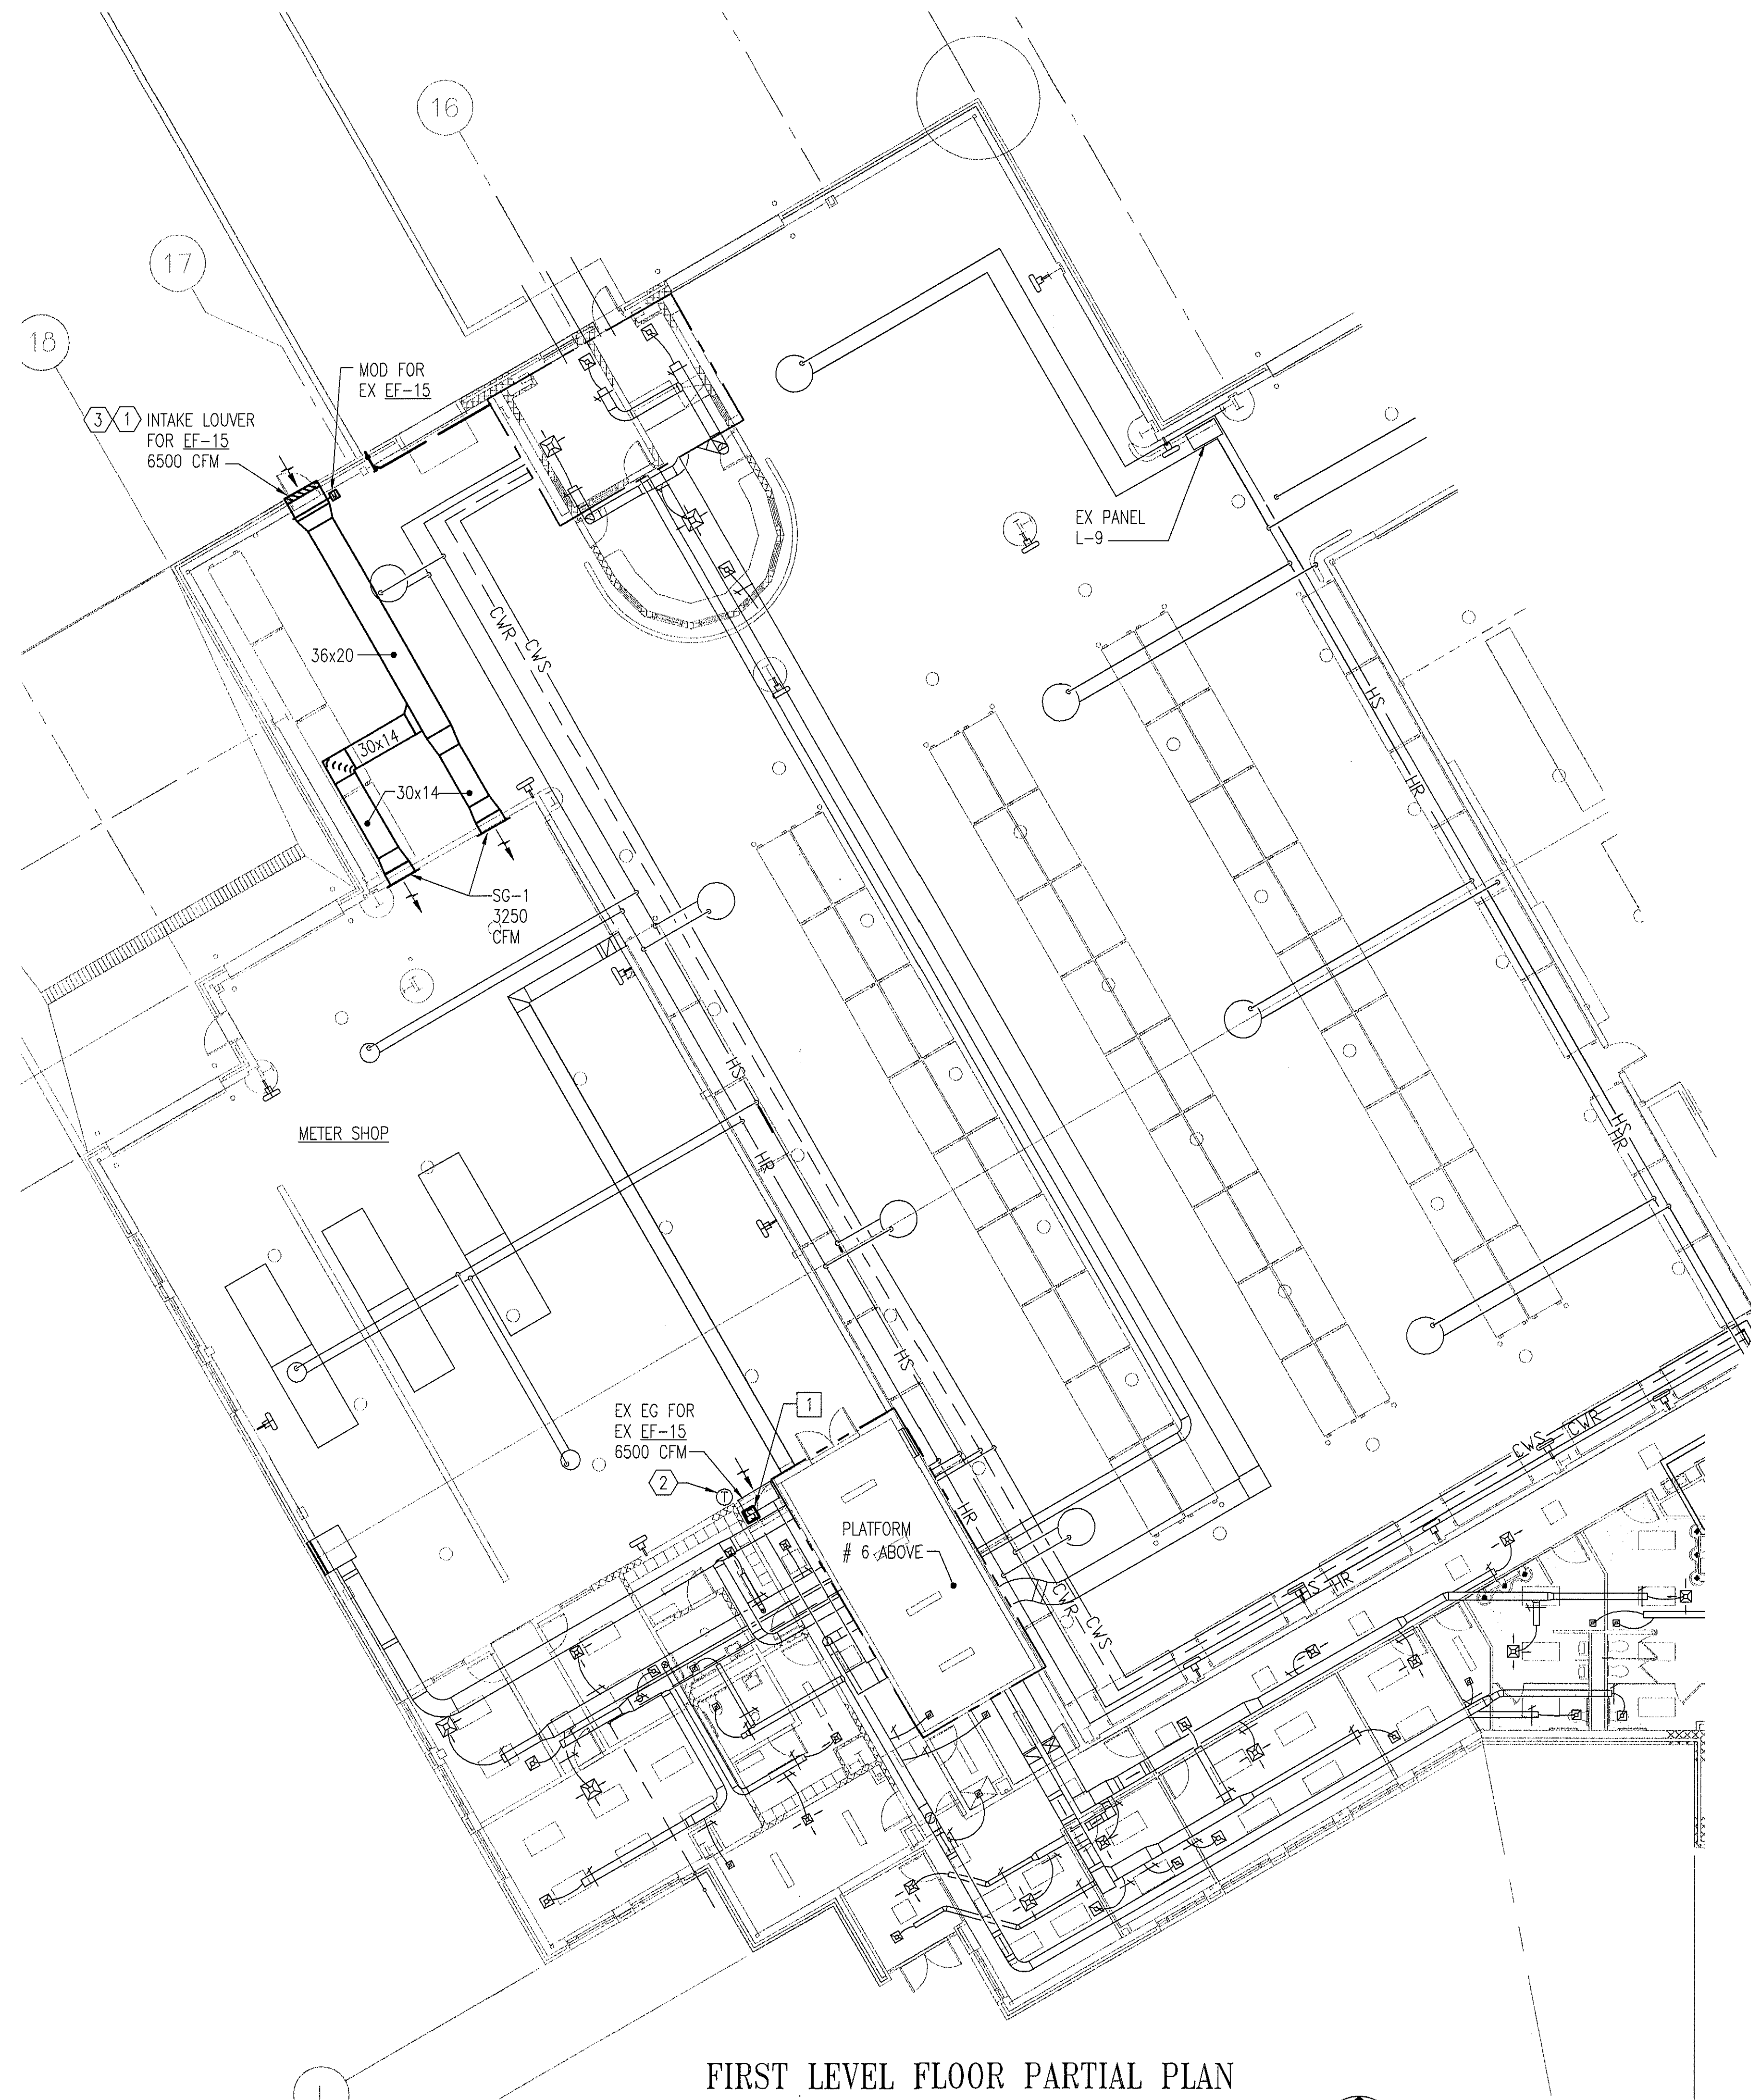 16
17
18
MOD FOR
EX EF-15
3 1 INTAKE LOUVER
FOR EF-15
6500 CFM
EX PANEL
L-9
CWR CWS
36x20
30x14
30x14
HS
HR
SG-1
3250
CFM
METER SHOP
HS
HR
HS
HR
HS
EX EG FOR
EX EF-15
6500 CFM
1
2
T
PLATFORM
# 6 ABOVE
HR
CWS CWR
HS HR
CWR CWS
FIRST LEVEL FLOOR PARTIAL PLAN